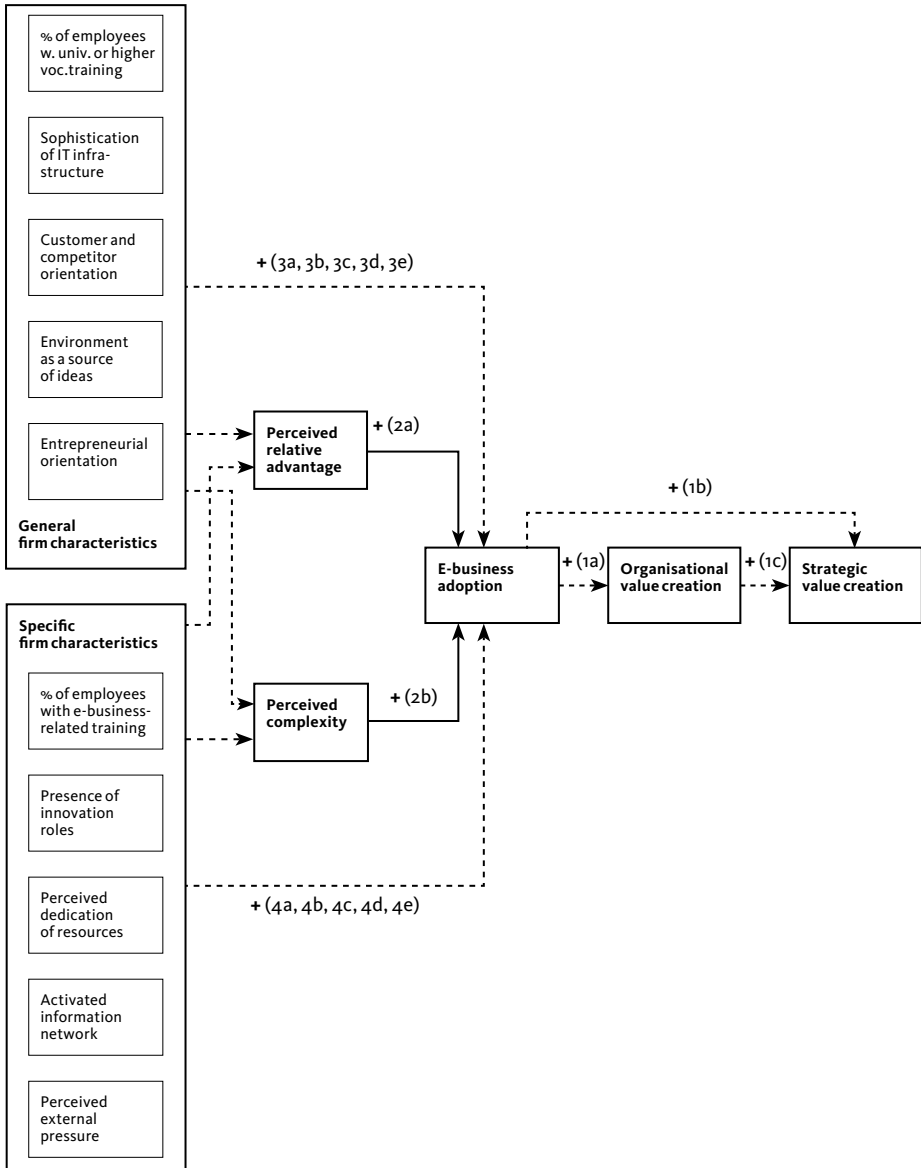 % of employees
w. univ. or higher
voc.training
Sophistication
of IT infra-
structure
Customer and
competitor
orientation
Environment
as a source
of ideas
Entrepreneurial
orientation
General
firm characteristics
+ (3a, 3b, 3c, 3d, 3e)
Perceived
relative
advantage
+ (2a)
+ (1b)
E-business
adoption
+ (1a)
Organisational
value creation
+ (1c)
Strategic
value creation
Specific
firm characteristics
% of employees
with e-business-
related training
Perceived
complexity
+ (2b)
Presence of
innovation
roles
Perceived
dedication
of resources
+ (4a, 4b, 4c, 4d, 4e)
Activated
information
network
Perceived
external
pressure